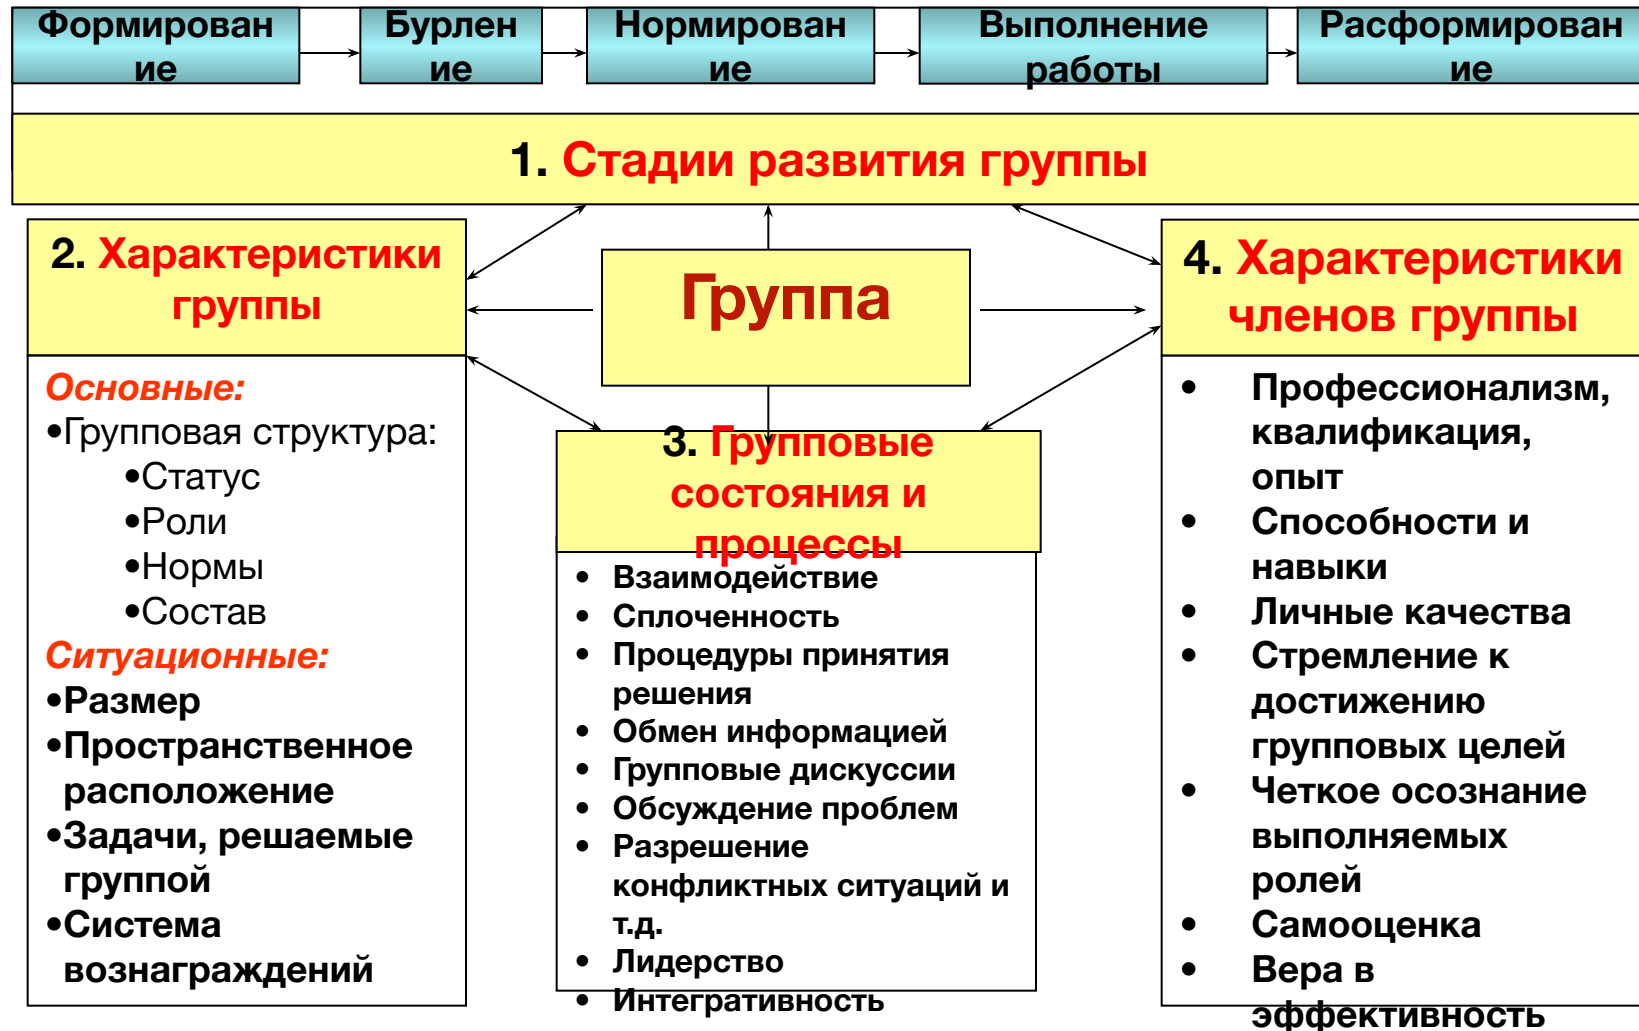 Формирован
ие
Бурлен
ие
Нормирован
ие
Выполнение
работы
Расформирован
ие
1. Стадии развития группы
2. Характеристики
группы
Основные:
•Групповая структура:
•Статус
•Роли
•Нормы
•Состав
Ситуационные:
•Размер
•Пространственное
расположение
•Задачи, решаемые
группой
•Система
вознаграждений
Группа
3. Групповые
состояния и
процессы
• Взаимодействие
• Сплоченность
• Процедуры принятия
решения
• Обмен информацией
• Групповые дискуссии
• Обсуждение проблем
• Разрешение
конфликтных ситуаций и
т.д.
• Лидерство
• Интегративность
4. Характеристики
членов группы
• Профессионализм,
квалификация,
опыт
• Способности и
навыки
• Личные качества
• Стремление к
достижению
групповых целей
• Четкое осознание
выполняемых
ролей
• Самооценка
• Вера в
эффективность